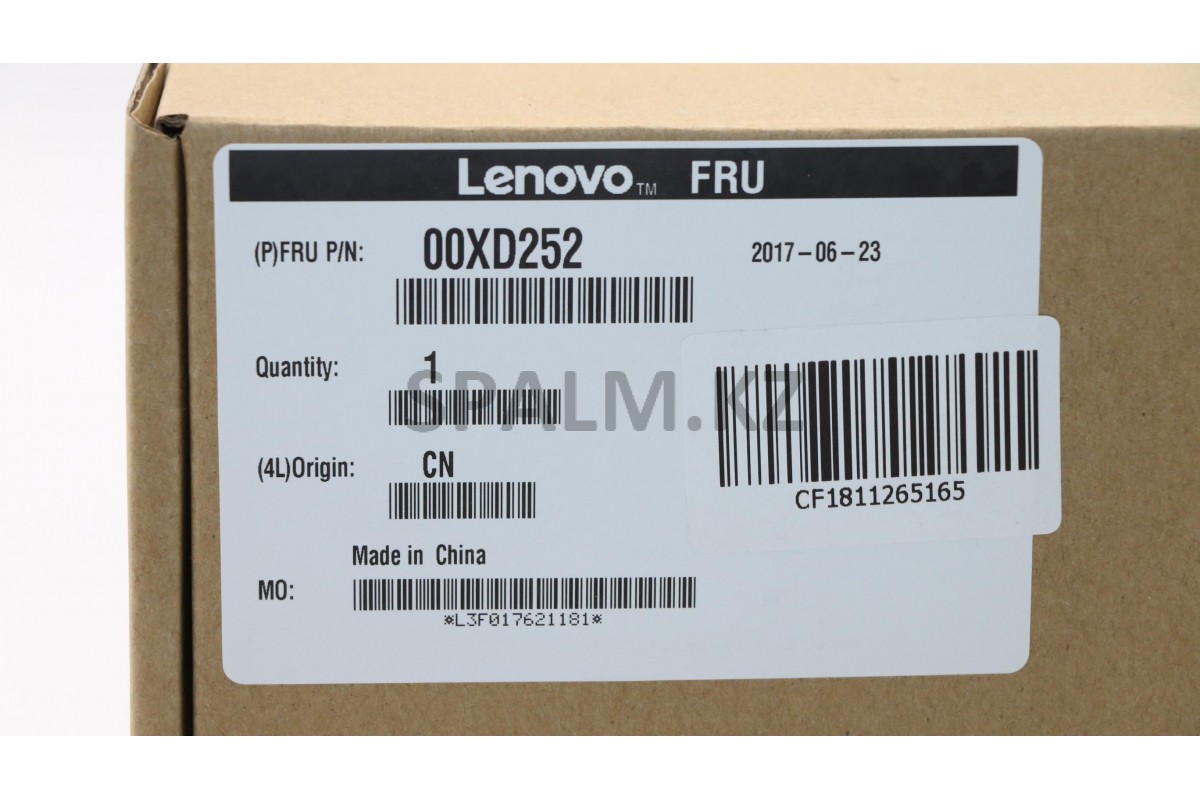 Lenovo™ FRU
(P)FRU P/N: 00XD252 2017-06-23
Quantity: 1
SPALM.KZ
(4L)Origin: CN
CF1811265165
Made in China
MO:
*L3F017621181*